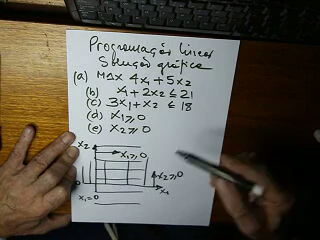 Programação Linear
Solução gráfica
(a) MAX 4x₁+5x₂
(b) x₁+2x₂≤21
(c) 3x₁+x₂≤18
(d) x₁≥0
(e) x₂≥0
x₂
x₁≥0
x₂≥0
0
x₁
x₁=0